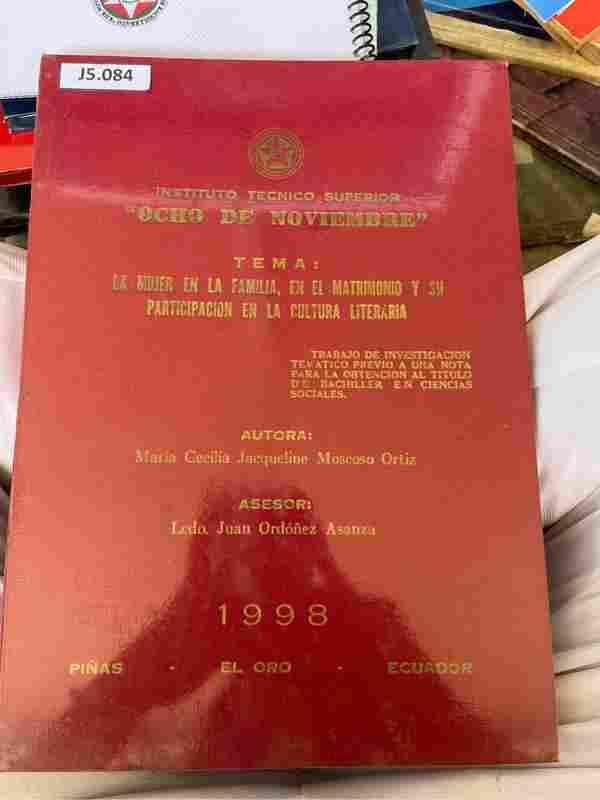 J5.084
INSTITUTO TECNICO SUPERIOR
"OCHO DE NOVIEMBRE"
TEMA:
LA MUJER EN LA FAMILIA, EN EL MATRIMONIO Y SU
PARTICIPACION EN LA CULTURA LITERARIA
TRABAJO DE INVESTIGACION
TEMATICO PREVIO A UNA NOTA
PARA LA OBTENCION AL TITULO
DE BACHILLER EN CIENCIAS
SOCIALES.
AUTORA:
María Cecilia Jacqueline Moscoso Ortiz
ASESOR:
Lcdo. Juan Ordóñez Asanza
1998
PIÑAS - EL ORO - ECUADOR